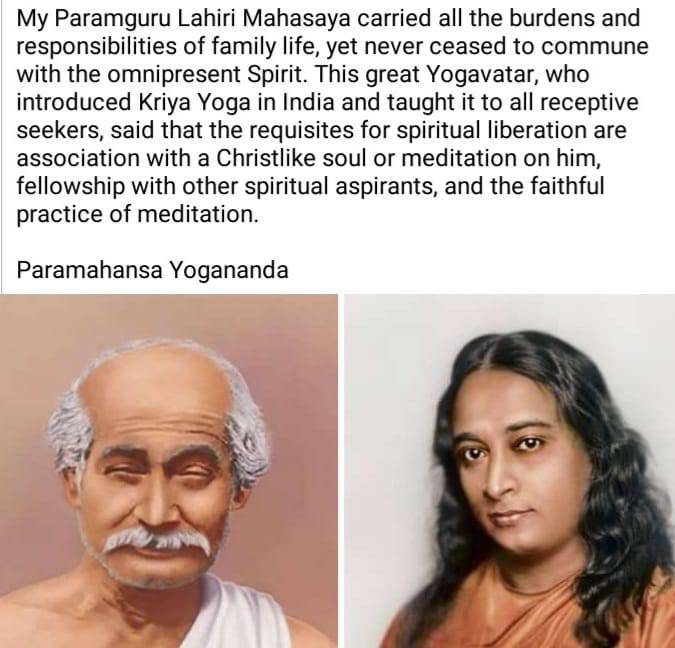 My Paramguru Lahiri Mahasaya carried all the burdens and
responsibilities of family life, yet never ceased to commune
with the omnipresent Spirit. This great Yogavatar, who
introduced Kriya Yoga in India and taught it to all receptive
seekers, said that the requisites for spiritual liberation are
association with a Christlike soul or meditation on him,
fellowship with other spiritual aspirants, and the faithful
practice of meditation.
Paramahansa Yogananda